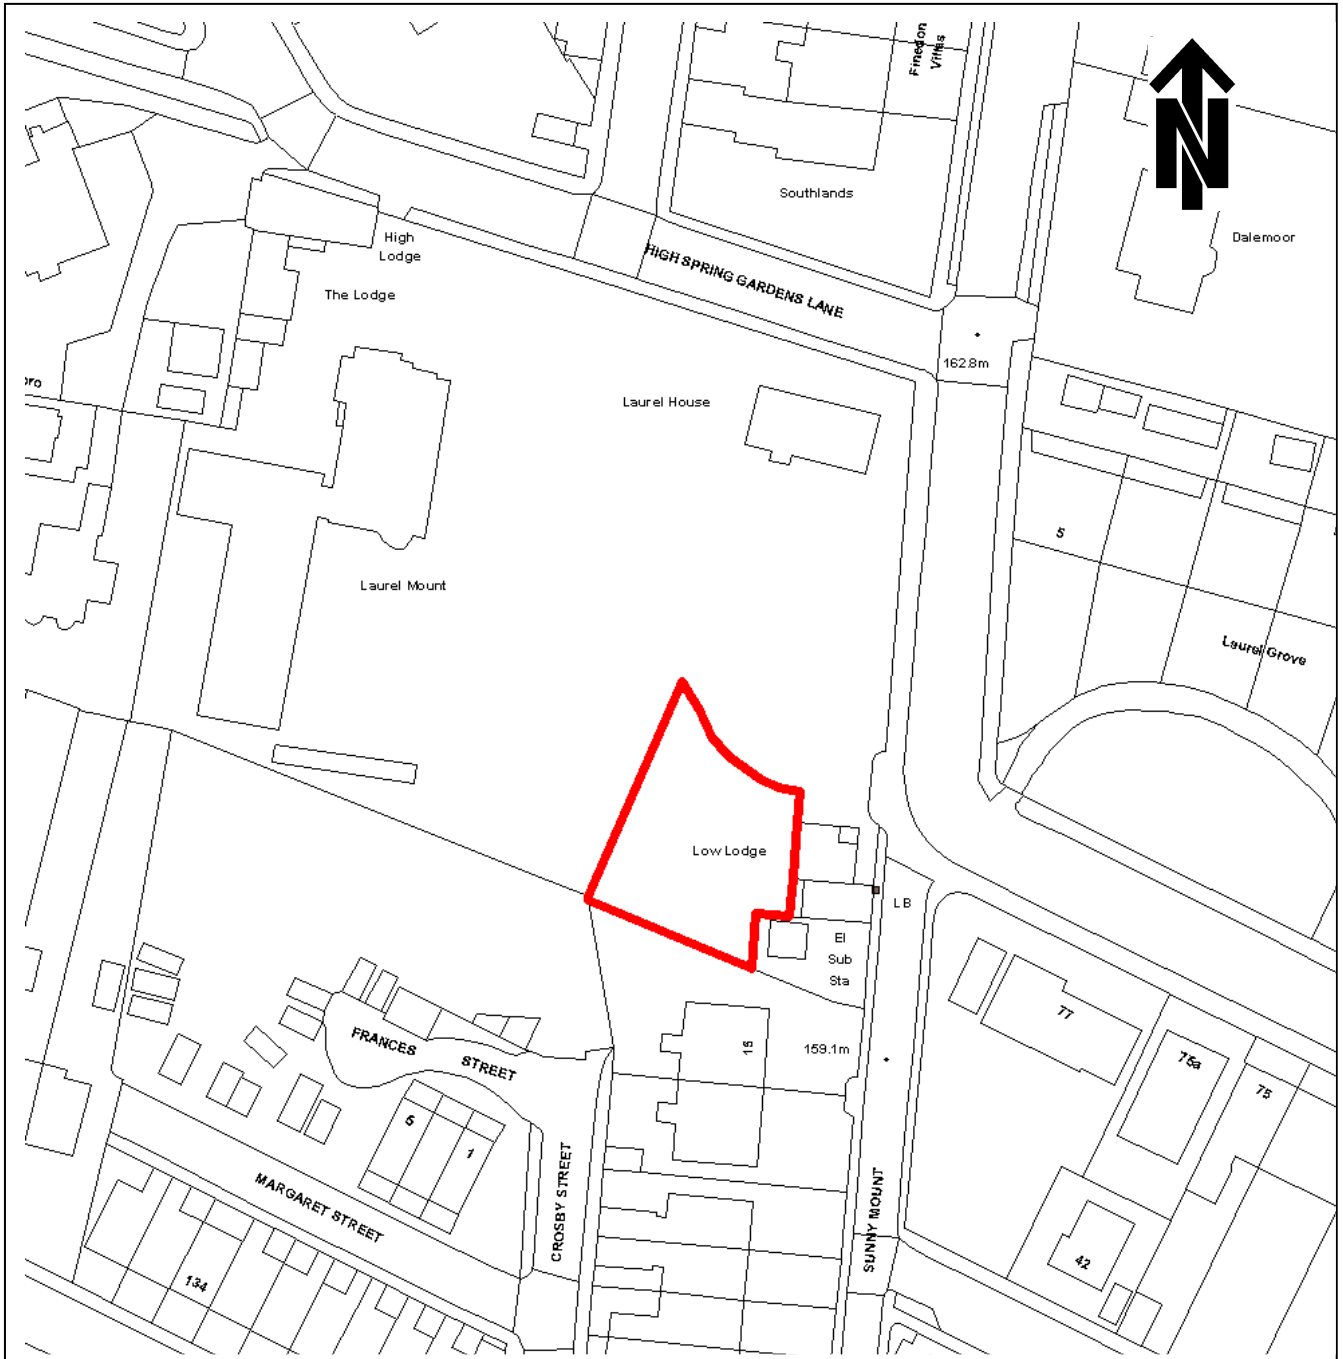 Finedon
Villas
N
Southlands
Dalemoor
High
Lodge
HIGH SPRING GARDENS LANE
The Lodge
162.8m
Laurel House
5
Laurel Mount
Laurel Grove
Low Lodge
LB
El
Sub
Sta
77
FRANCES STREET
15
159.1m
75a
75
5
1
MARGARET STREET
CROSBY STREET
SUNNY MOUNT
42
134